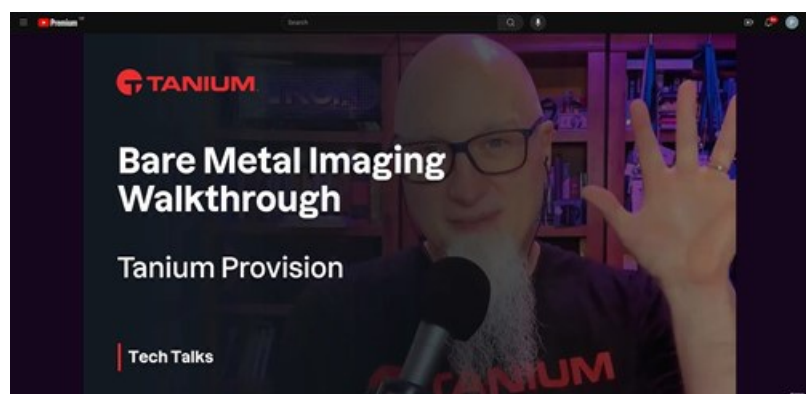 Premium
Search
TANIUM
Bare Metal Imaging
Walkthrough
Tanium Provision
Tech Talks
TANIUM